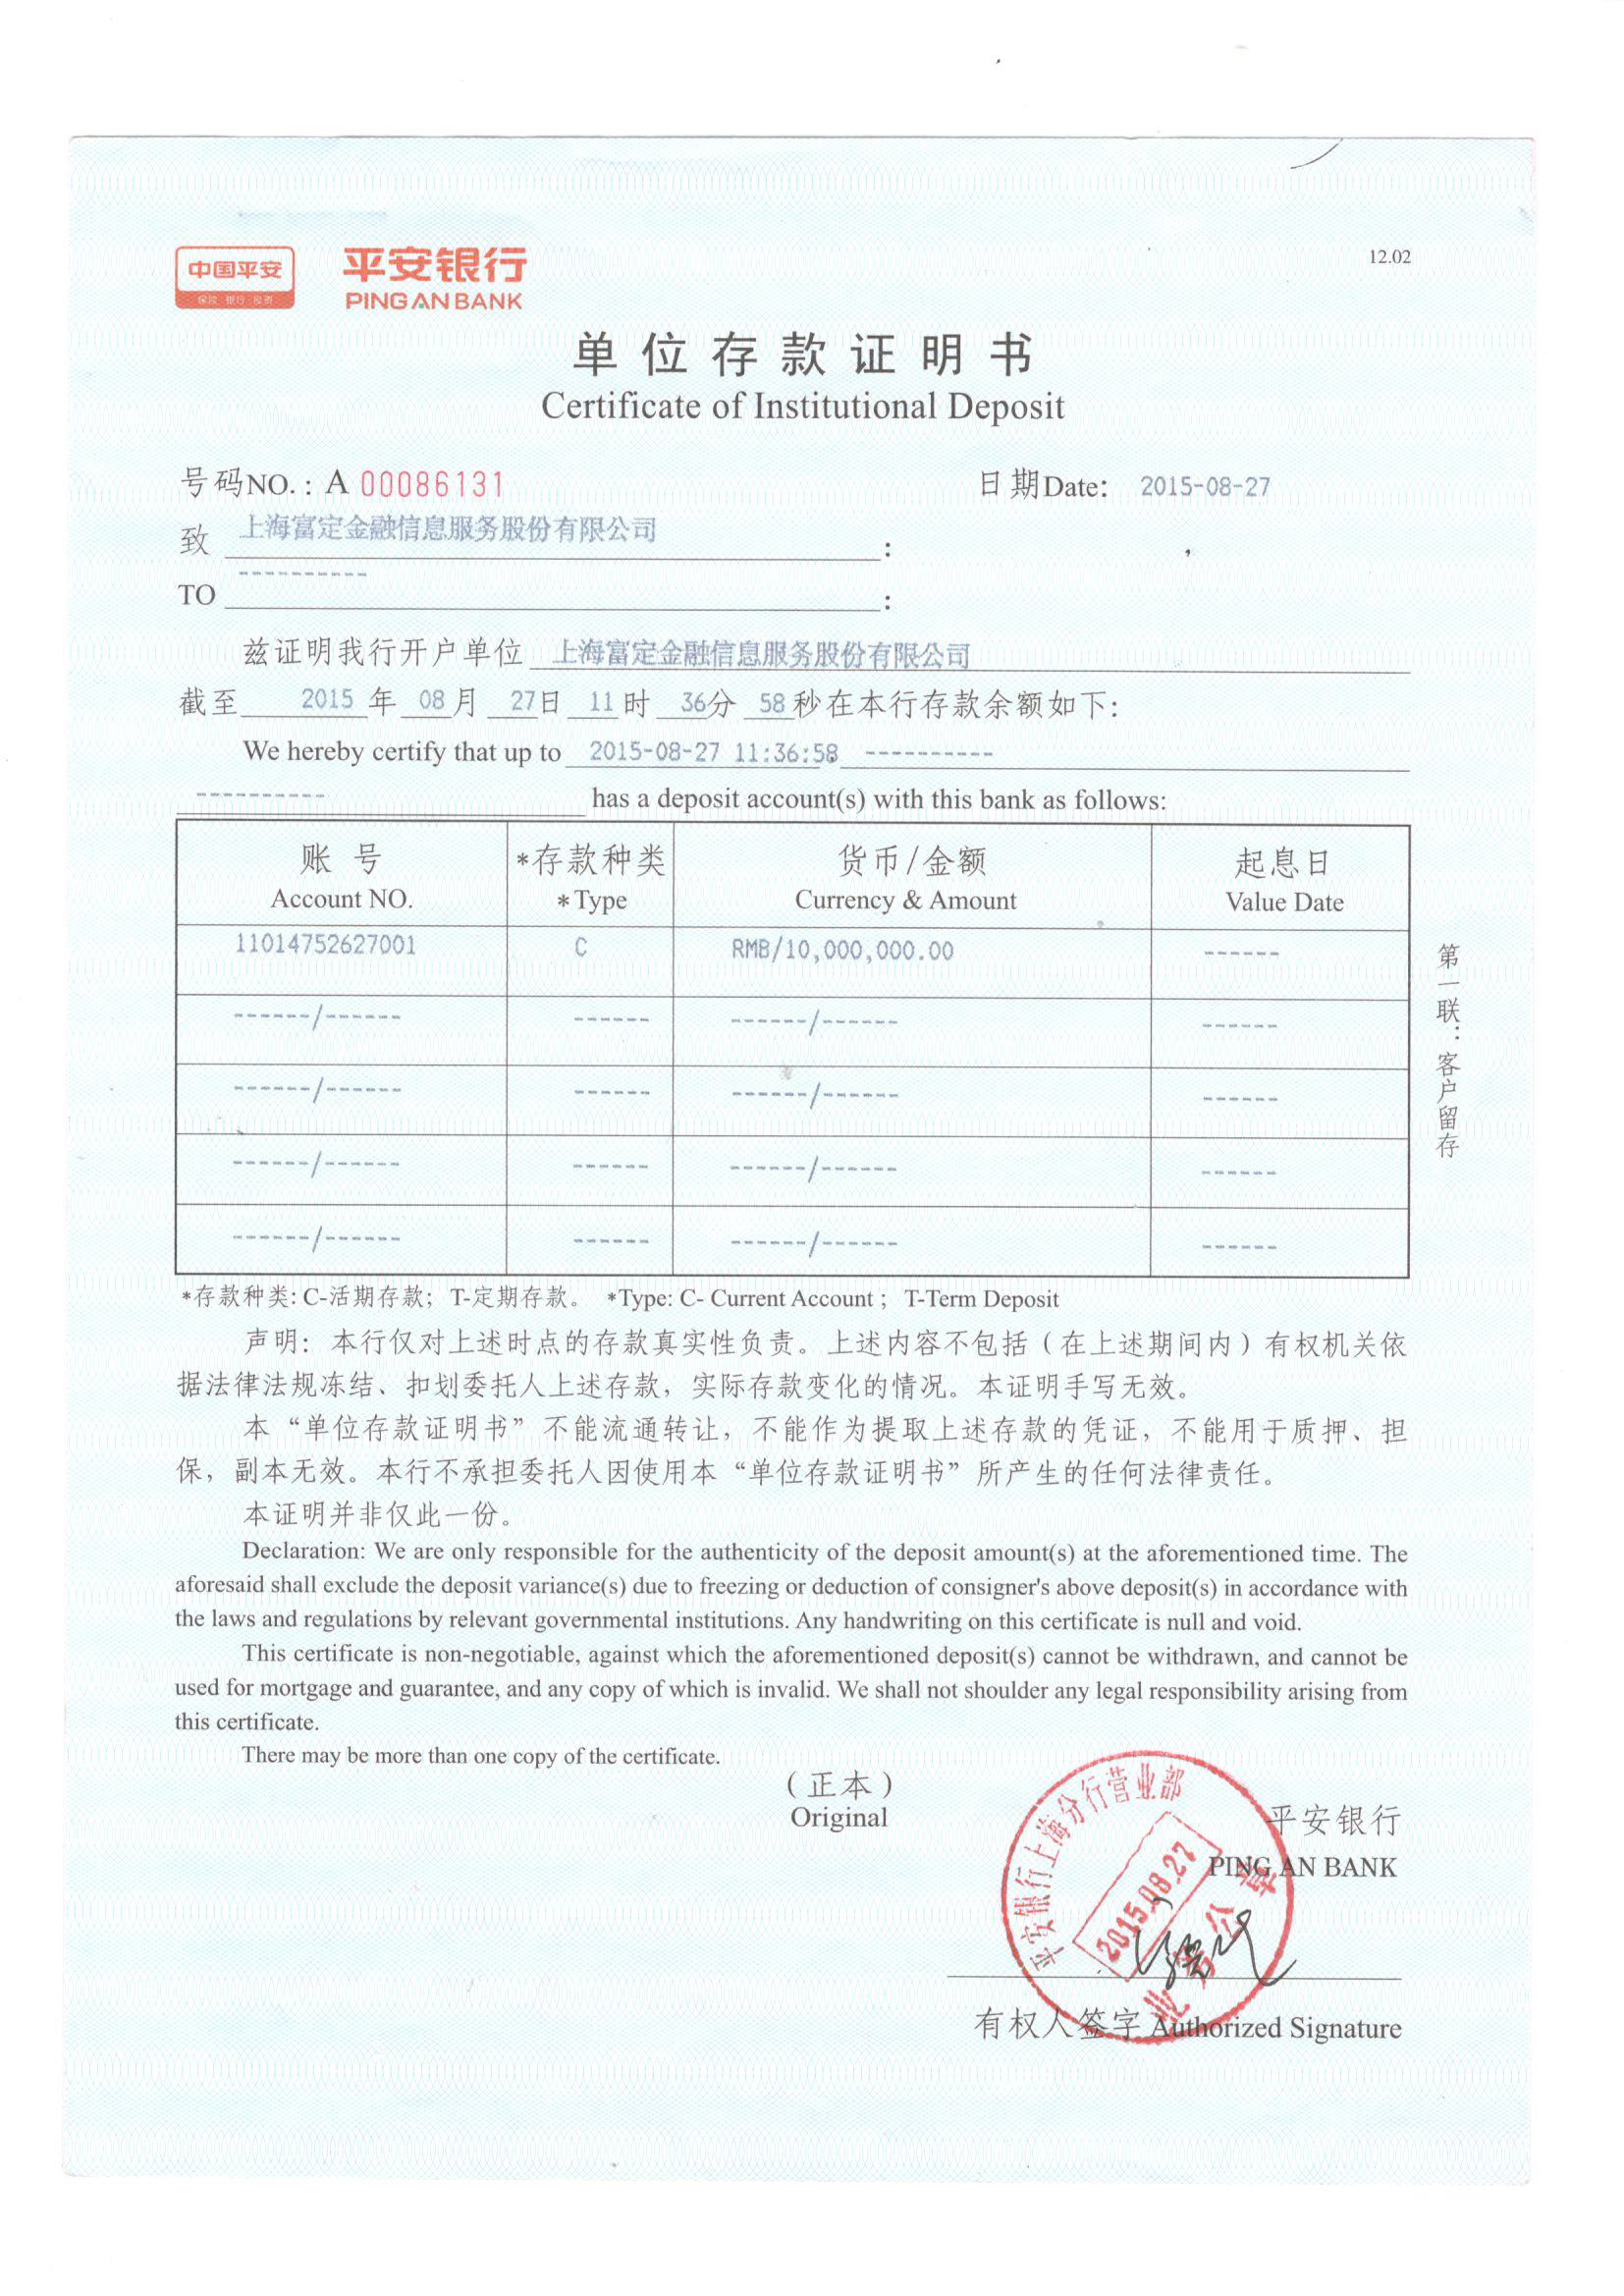 中国平安
保险·银行·投资
平安银行
PING AN BANK
12.02
单位存款证明书
Certificate of Institutional Deposit
号码NO.: A 00086131
日期Date: 2015-08-27
致 上海富定金融信息服务股份有限公司 :
TO ---------- :
兹证明我行开户单位 上海富定金融信息服务股份有限公司
截至 2015 年 08 月 27日 11 时 36分 58 秒在本行存款余额如下:
We hereby certify that up to 2015-08-27 11:36:58 ----------
---------- has a deposit account(s) with this bank as follows:
账 号 *存款种类 货币/金额 起息日
Account NO. *Type Currency & Amount Value Date
11014752627001 C RMB/10,000,000.00 ------
------/------ ------ ------/------ ------
------/------ ------ ------/------ ------
------/------ ------ ------/------ ------
------/------ ------ ------/------ ------
第一联：客户留存
*存款种类: C-活期存款；T-定期存款。 *Type: C- Current Account ; T-Term Deposit
声明：本行仅对上述时点的存款真实性负责。上述内容不包括（在上述期间内）有权机关依
据法律法规冻结、扣划委托人上述存款，实际存款变化的情况。本证明手写无效。
本“单位存款证明书”不能流通转让，不能作为提取上述存款的凭证，不能用于质押、担
保，副本无效。本行不承担委托人因使用本“单位存款证明书”所产生的任何法律责任。
本证明并非仅此一份。
Declaration: We are only responsible for the authenticity of the deposit amount(s) at the aforementioned time. The
aforesaid shall exclude the deposit variance(s) due to freezing or deduction of consigner's above deposit(s) in accordance with
the laws and regulations by relevant governmental institutions. Any handwriting on this certificate is null and void.
This certificate is non-negotiable, against which the aforementioned deposit(s) cannot be withdrawn, and cannot be
used for mortgage and guarantee, and any copy of which is invalid. We shall not shoulder any legal responsibility arising from
this certificate.
There may be more than one copy of the certificate.
（正本）
Original
平安银行
PING AN BANK
平安银行上海分行营业部
2015.08.27
业务公章
有权人签字 Authorized Signature